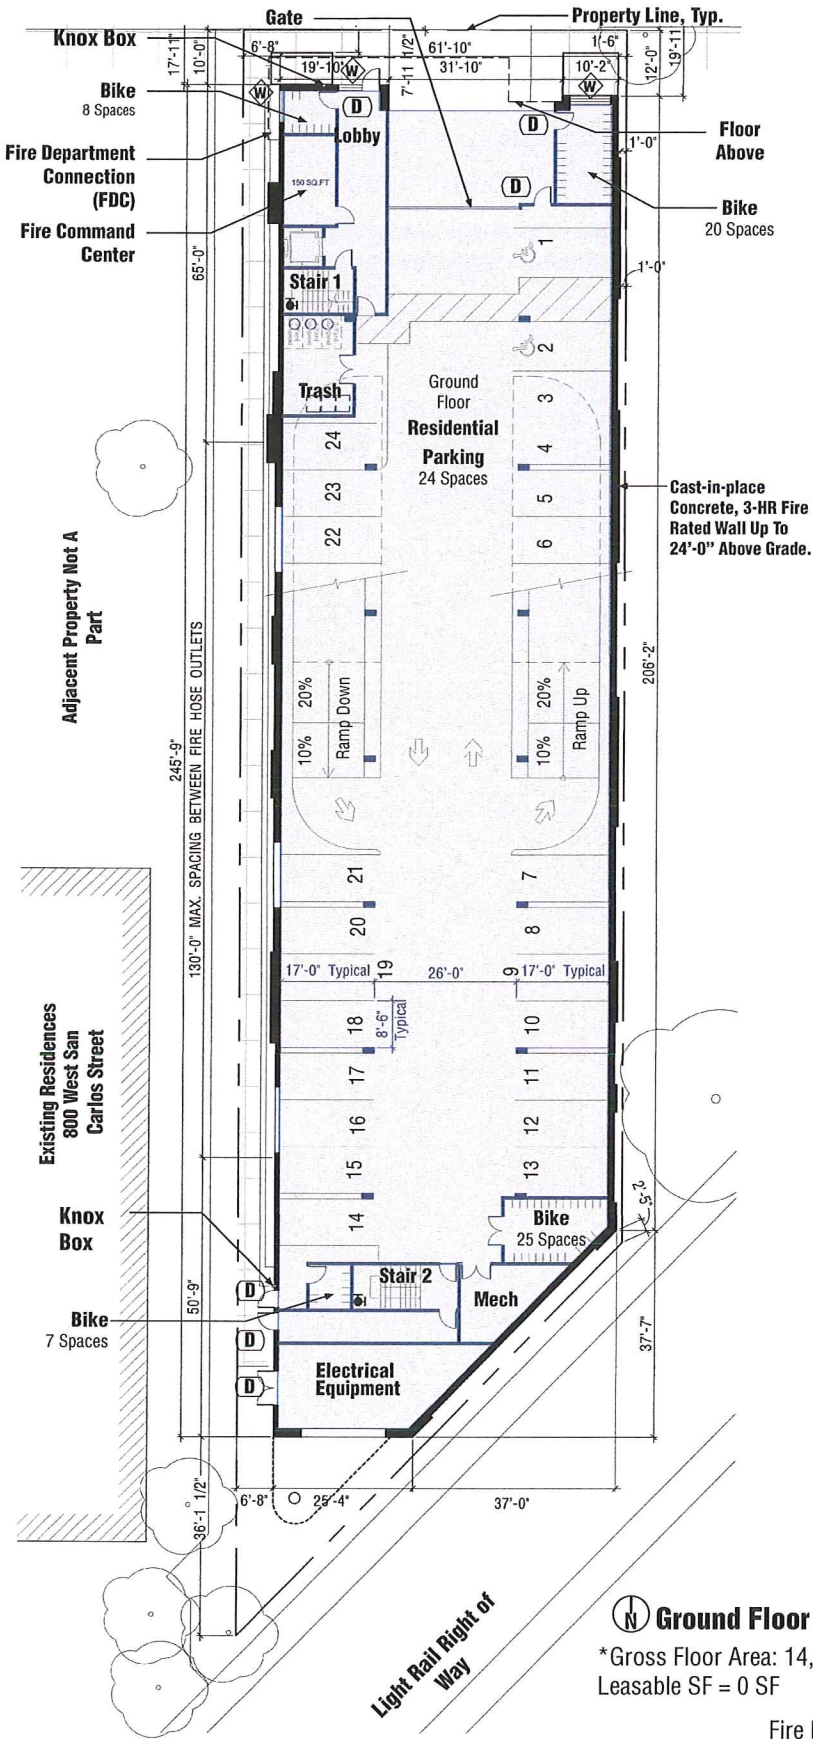 Gate
Property Line, Typ.
Knox Box
17'-11"
10'-0"
6'-8"
61'-10"
1'-6"
19'-10"
7'-11 1/2"
31'-10"
10'-2"
12'-0"
19'-11"
W
W
W
Bike
8 Spaces
D
Lobby
D
D
Floor
Above
1'-0"
Fire Department
Connection
(FDC)
150 SQ.FT
Bike
20 Spaces
Fire Command
Center
65'-0"
1
1'-0"
Stair 1
2
Trash
Ground
Floor
Residential
Parking
24 Spaces
3
4
5
6
24
23
22
Cast-in-place
Concrete, 3-HR Fire
Rated Wall Up To
24'-0" Above Grade.
Adjacent Property Not A
Part
245'-9"
130'-0" MAX. SPACING BETWEEN FIRE HOSE OUTLETS
206'-2"
20%
10%
Ramp Down
20%
10%
Ramp Up
21
7
20
8
17'-0" Typical
19
26'-0"
9
17'-0" Typical
18
8'-6"
Typical
10
17
11
16
12
15
13
14
Existing Residences
800 West San
Carlos Street
Knox
Box
2'-5"
Bike
25 Spaces
Stair 2
Mech
D
50'-9"
Bike
7 Spaces
D
37'-7"
D
Electrical
Equipment
36'-1 1/2"
6'-8"
25'-4"
37'-0"
Light Rail Right of
Way
N
Ground Floor
*Gross Floor Area: 14,
Leasable SF = 0 SF
Fire